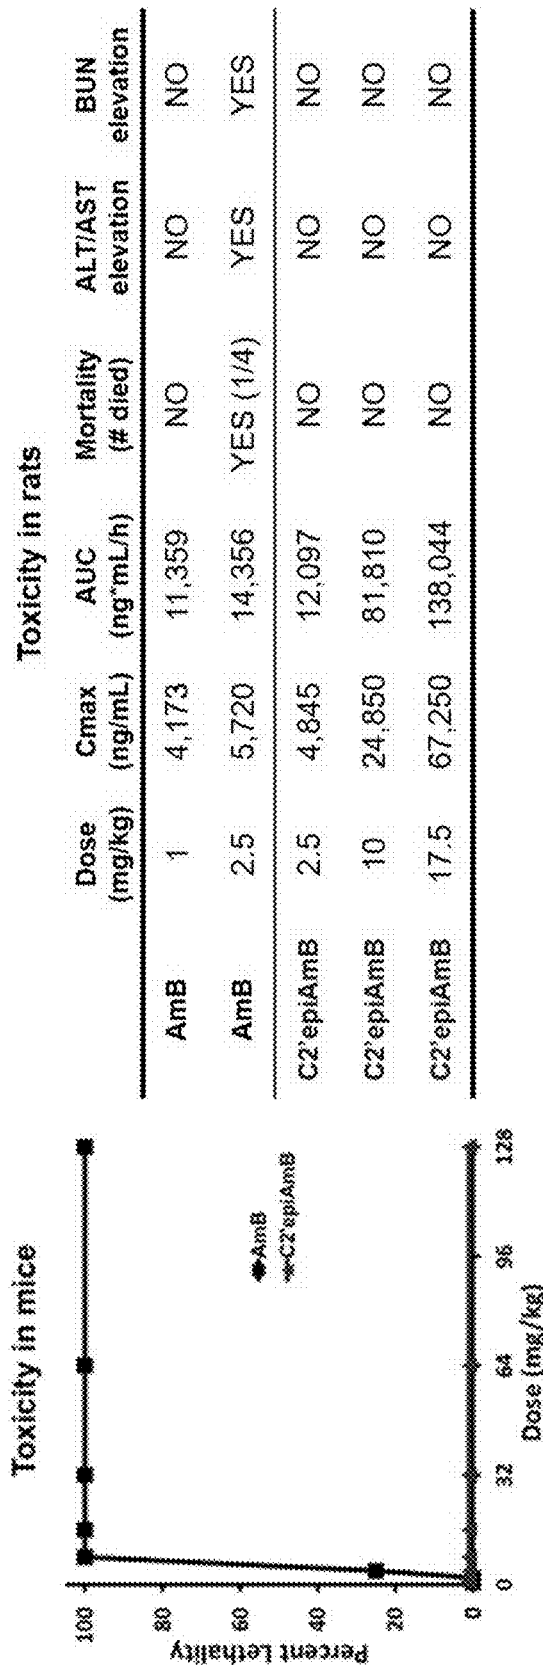 Toxicity in mice
Percent Lethality
100
80
60
40
20
0
0 32 64 96 128
Dose (mg/kg)
AmB
C2'epiAmB
Toxicity in rats
Dose (mg/kg) Cmax (ng/mL) AUC (ng*mL/h) Mortality (# died) ALT/AST elevation BUN elevation
AmB 1 4,173 11,359 NO NO NO
AmB 2.5 5,720 14,356 YES (1/4) YES YES
C2'epiAmB 2.5 4,845 12,097 NO NO NO
C2'epiAmB 10 24,850 81,810 NO NO NO
C2'epiAmB 17.5 67,250 138,044 NO NO NO